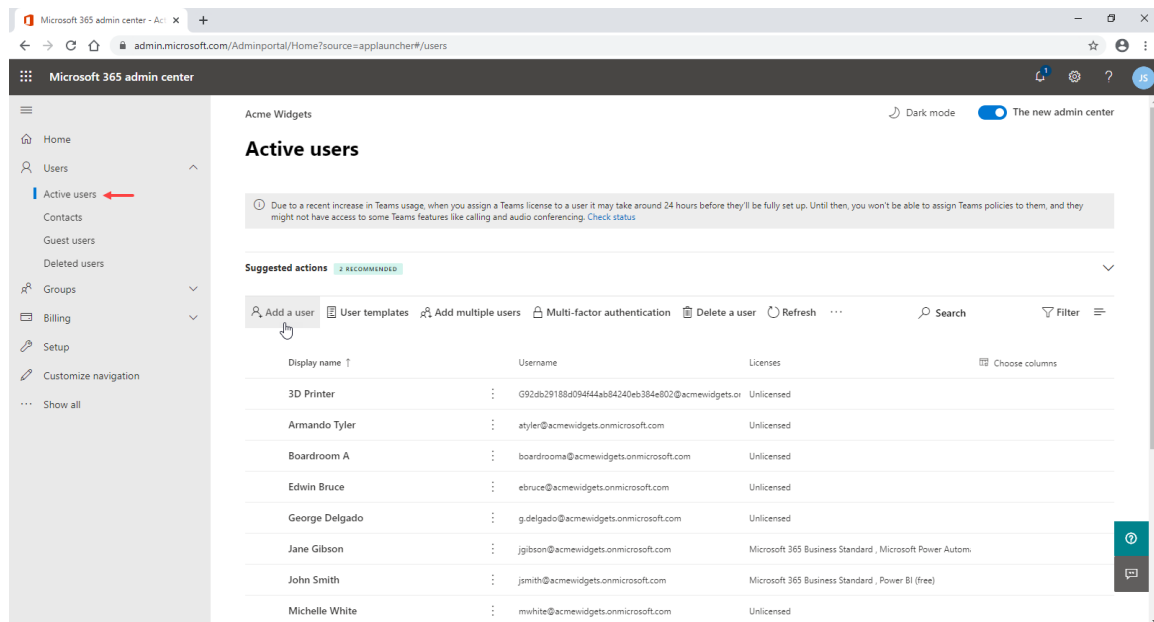 Microsoft 365 admin center - Act
admin.microsoft.com/Adminportal/Home?source=applauncher#/users
Microsoft 365 admin center
1
?
JS
Acme Widgets
Dark mode
The new admin center
Home
Users
Active users
Contacts
Guest users
Deleted users
Groups
Billing
Setup
Customize navigation
Show all
Active users
Due to a recent increase in Teams usage, when you assign a Teams license to a user it may take around 24 hours before they'll be fully set up. Until then, you won't be able to assign Teams policies to them, and they
might not have access to some Teams features like calling and audio conferencing. Check status
Suggested actions 2 RECOMMENDED
Add a user User templates Add multiple users Multi-factor authentication Delete a user Refresh ··· Search Filter
Display name ↑ Username Licenses Choose columns
3D Printer G92db29188d094f44ab84240eb384e802@acmewidgets.or Unlicensed
Armando Tyler atyler@acmewidgets.onmicrosoft.com Unlicensed
Boardroom A boardrooma@acmewidgets.onmicrosoft.com Unlicensed
Edwin Bruce ebruce@acmewidgets.onmicrosoft.com Unlicensed
George Delgado g.delgado@acmewidgets.onmicrosoft.com Unlicensed
Jane Gibson jgibson@acmewidgets.onmicrosoft.com Microsoft 365 Business Standard , Microsoft Power Autom
John Smith jsmith@acmewidgets.onmicrosoft.com Microsoft 365 Business Standard , Power BI (free)
Michelle White mwhite@acmewidgets.onmicrosoft.com Unlicensed